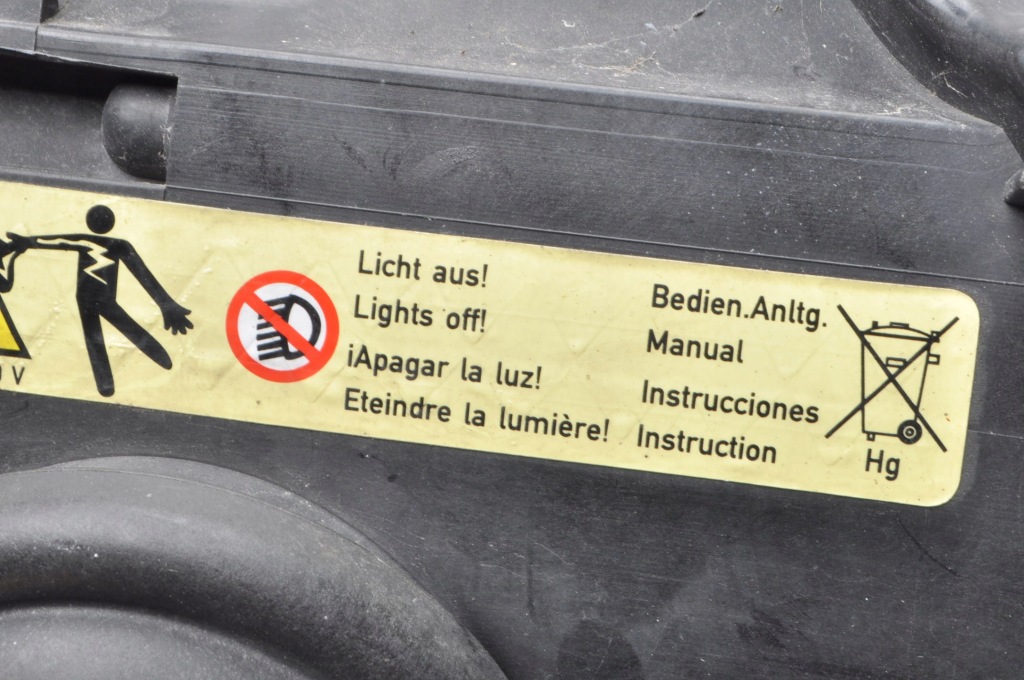 V
Licht aus!
Lights off!
¡Apagar la luz!
Eteindre la lumière!
Bedien.Anltg.
Manual
Instrucciones
Instruction
Hg